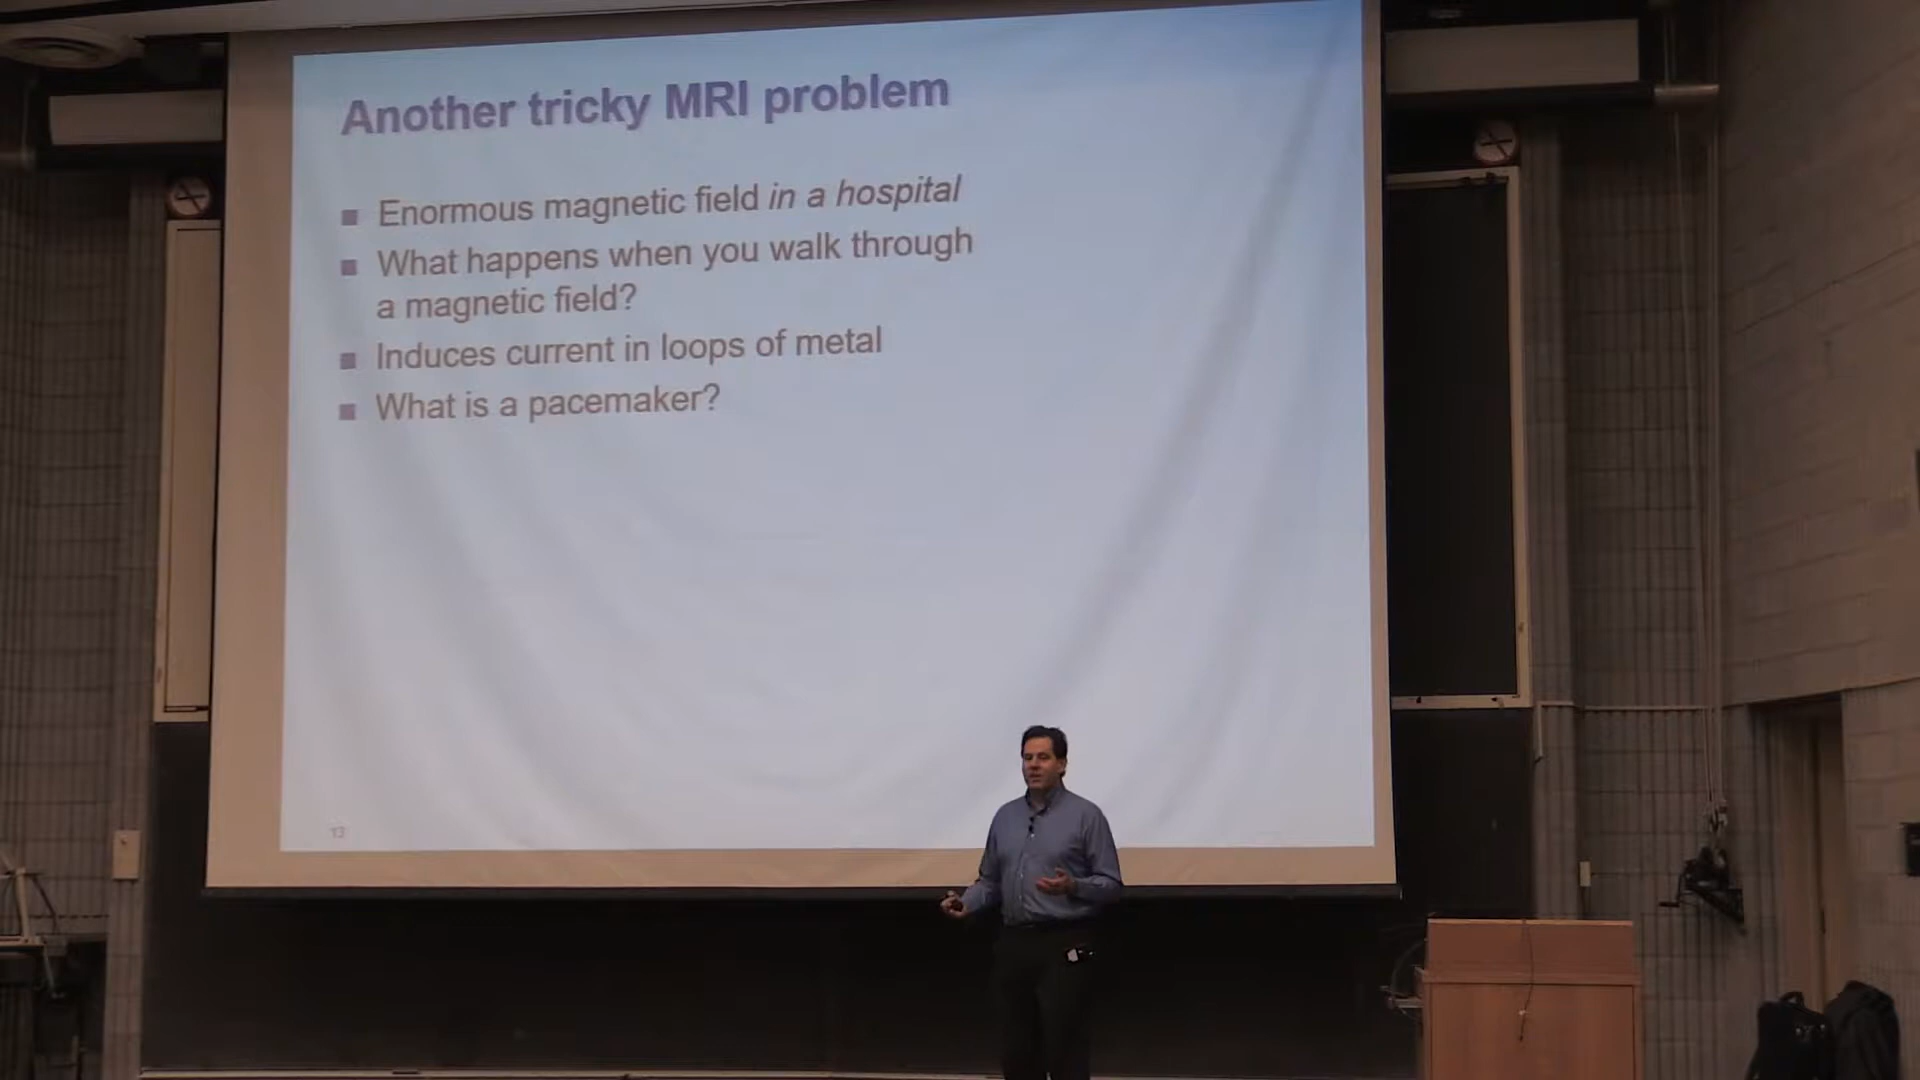 Another tricky MRI problem
Enormous magnetic field in a hospital
What happens when you walk through
a magnetic field?
Induces current in loops of metal
What is a pacemaker?
13